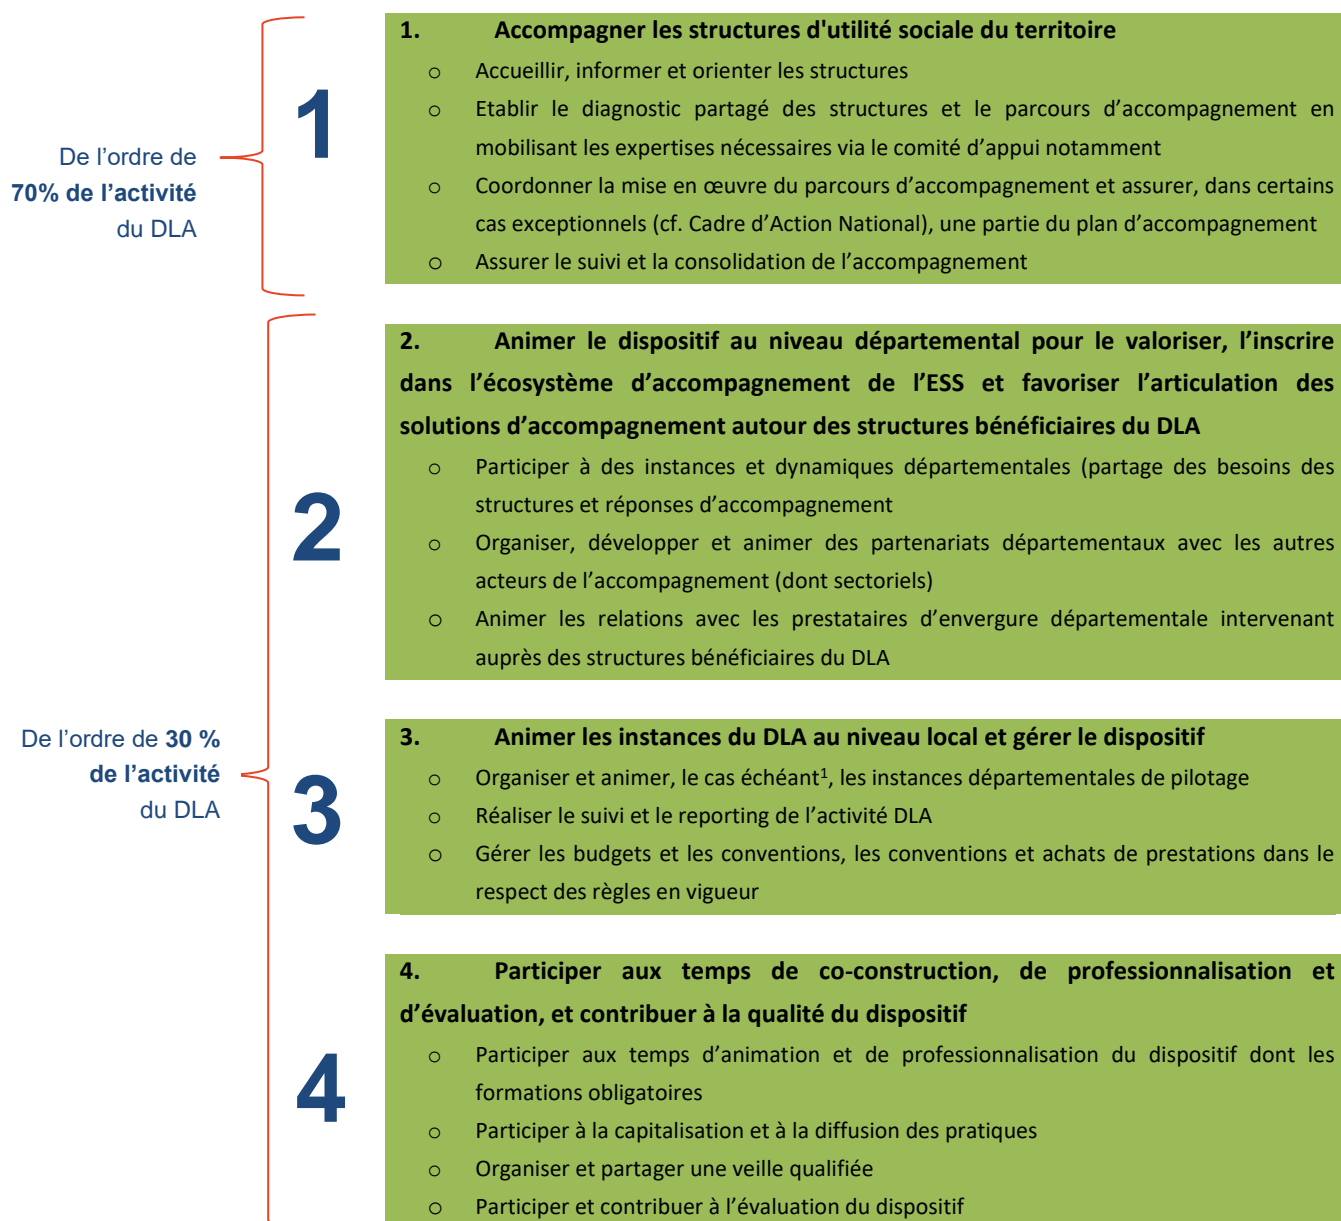 De l’ordre de
70% de l’activité
du DLA
1
1. Accompagner les structures d'utilité sociale du territoire
o Accueillir, informer et orienter les structures
o Etablir le diagnostic partagé des structures et le parcours d’accompagnement en
mobilisant les expertises nécessaires via le comité d’appui notamment
o Coordonner la mise en œuvre du parcours d’accompagnement et assurer, dans certains
cas exceptionnels (cf. Cadre d’Action National), une partie du plan d’accompagnement
o Assurer le suivi et la consolidation de l’accompagnement
De l’ordre de 30 %
de l’activité
du DLA
2
2. Animer le dispositif au niveau départemental pour le valoriser, l’inscrire
dans l’écosystème d’accompagnement de l’ESS et favoriser l’articulation des
solutions d’accompagnement autour des structures bénéficiaires du DLA
o Participer à des instances et dynamiques départementales (partage des besoins des
structures et réponses d’accompagnement
o Organiser, développer et animer des partenariats départementaux avec les autres
acteurs de l’accompagnement (dont sectoriels)
o Animer les relations avec les prestataires d’envergure départementale intervenant
auprès des structures bénéficiaires du DLA
3
3. Animer les instances du DLA au niveau local et gérer le dispositif
o Organiser et animer, le cas échéant¹, les instances départementales de pilotage
o Réaliser le suivi et le reporting de l’activité DLA
o Gérer les budgets et les conventions, les conventions et achats de prestations dans le
respect des règles en vigueur
4
4. Participer aux temps de co-construction, de professionnalisation et
d’évaluation, et contribuer à la qualité du dispositif
o Participer aux temps d’animation et de professionnalisation du dispositif dont les
formations obligatoires
o Participer à la capitalisation et à la diffusion des pratiques
o Organiser et partager une veille qualifiée
o Participer et contribuer à l’évaluation du dispositif